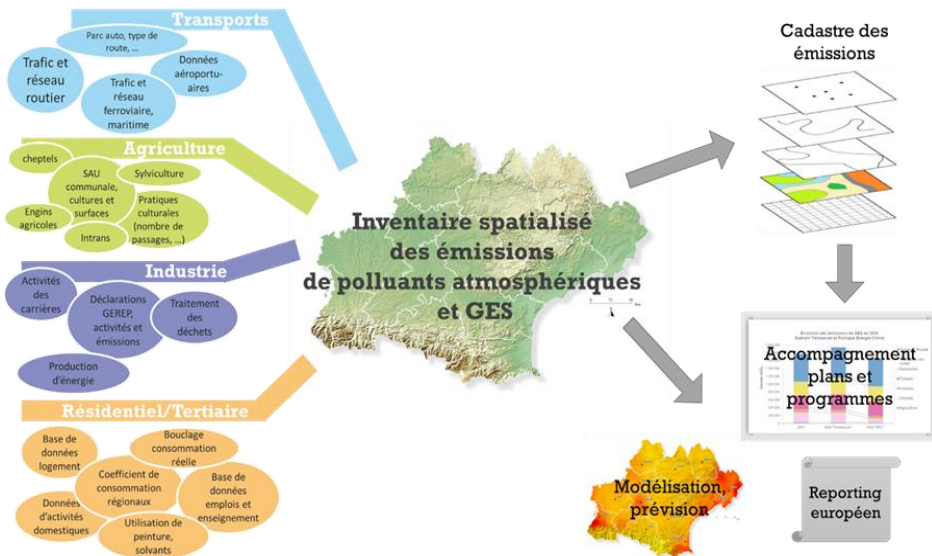 Transports
Parc auto, type de
route, ...
Trafic et
réseau
routier
Données
aéroportu-
aires
Trafic et
réseau
ferroviaire,
maritime
Agriculture
cheptels
SAU
communale,
cultures et
surfaces
Sylviculture
Engins
agricoles
Pratiques
culturales
(nombre de
passages, ...)
Intrans
Industrie
Activités
des
carrières
Déclarations
GEREP,
activités et
émissions
Traitement
des
déchets
Production
d'énergie
Résidentiel/Tertiaire
Base de
données
logement
Bouclage
consommation
réelle
Coefficient de
consommation
régionaux
Base de
données
emplois et
enseignement
Données
d'activités
domestiques
Utilisation de
peinture,
solvants
Inventaire spatialisé
des émissions
de polluants atmosphériques
et GES
Cadastre des
émissions
Accompagnement
plans et
programmes
Modélisation,
prévision
Reporting
européen